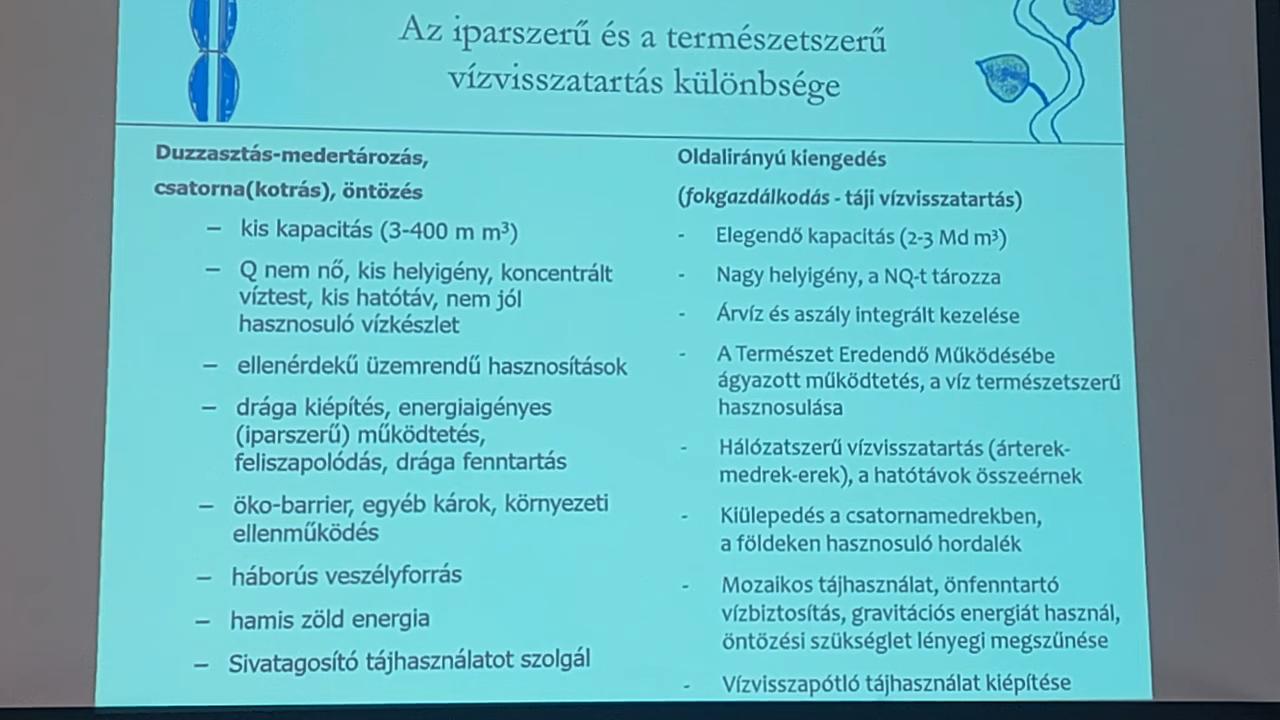 Az iparszerű és a természetszerű
vízvisszatartás különbsége
Duzzasztás-medertározás,
csatorna(kotrás), öntözés
– kis kapacitás (3-400 m m³)
– Q nem nő, kis helyigény, koncentrált
víztest, kis hatótáv, nem jól
hasznosuló vízkészlet
– ellenérdekű üzemrendű hasznosítások
– drága kiépítés, energiaigényes
(iparszerű) működtetés,
feliszapolódás, drága fenntartás
– öko-barrier, egyéb károk, környezeti
ellenműködés
– háborús veszélyforrás
– hamis zöld energia
– Sivatagosító tájhasználatot szolgál
Oldalirányú kiengedés
(fokgazdálkodás - táji vízvisszatartás)
- Elegendő kapacitás (2-3 Md m³)
- Nagy helyigény, a NQ-t tározza
- Árvíz és aszály integrált kezelése
- A Természet Eredendő Működésébe
ágyazott működtetés, a víz természetszerű
hasznosulása
- Hálózatszerű vízvisszatartás (árterek-
medrek-erek), a hatótávok összeérnek
- Kiülepedés a csatornamedrekben,
a földeken hasznosuló hordalék
- Mozaikos tájhasználat, önfenntartó
vízbiztosítás, gravitációs energiát használ,
öntözési szükséglet lényegi megszűnése
- Vízvisszapótló tájhasználat kiépítése